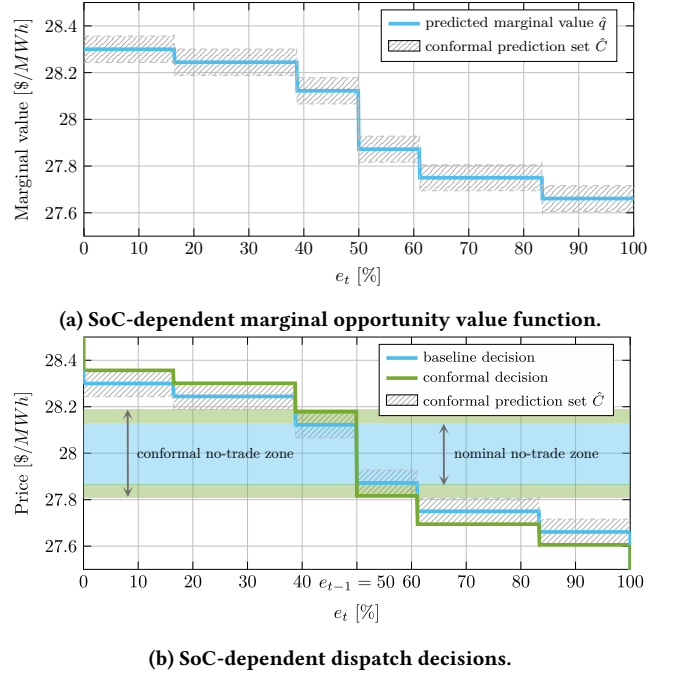 28.4
28.2
28
27.8
27.6
Marginal value [$/MWh]
predicted marginal value q̂
conformal prediction set Ĉ
0 10 20 30 40 50 60 70 80 90 100
e_t [%]
(a) SoC-dependent marginal opportunity value function.
28.4
28.2
28
27.8
27.6
Price [$/MWh]
baseline decision
conformal decision
conformal prediction set Ĉ
conformal no-trade zone
nominal no-trade zone
0 10 20 30 40 e_{t−1} = 50 60 70 80 90 100
e_t [%]
(b) SoC-dependent dispatch decisions.